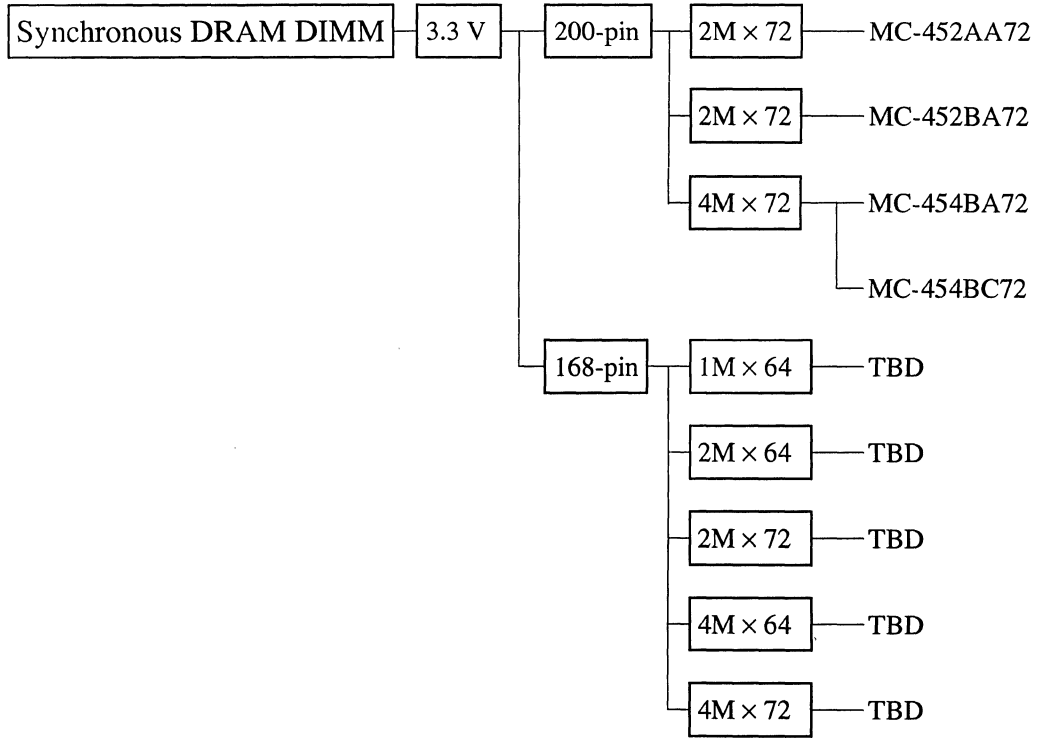 Synchronous DRAM DIMM 3.3 V 200-pin 2M × 72 MC-452AA72
2M × 72 MC-452BA72
4M × 72 MC-454BA72
MC-454BC72
168-pin 1M × 64 TBD
2M × 64 TBD
2M × 72 TBD
4M × 64 TBD
4M × 72 TBD